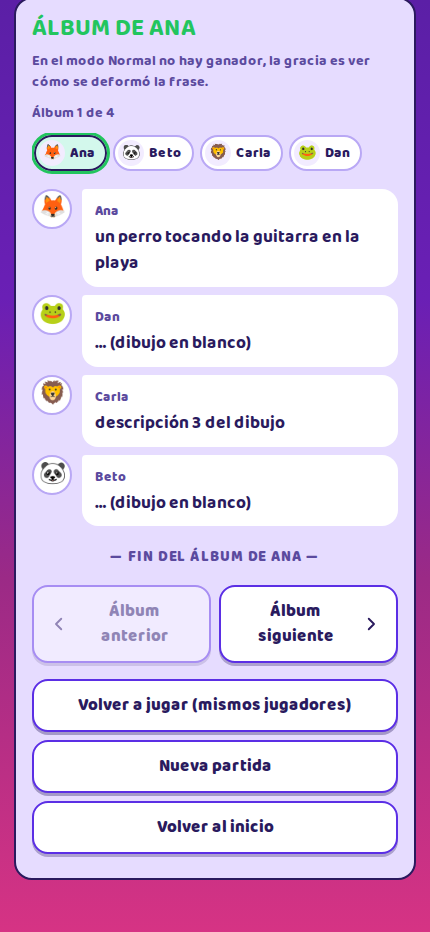 ÁLBUM DE ANA
En el modo Normal no hay ganador, la gracia es ver
cómo se deformó la frase.
Álbum 1 de 4
Ana Beto Carla Dan
Ana
un perro tocando la guitarra en la
playa
Dan
... (dibujo en blanco)
Carla
descripción 3 del dibujo
Beto
... (dibujo en blanco)
— FIN DEL ÁLBUM DE ANA —
Álbum
anterior
Álbum
siguiente
Volver a jugar (mismos jugadores)
Nueva partida
Volver al inicio